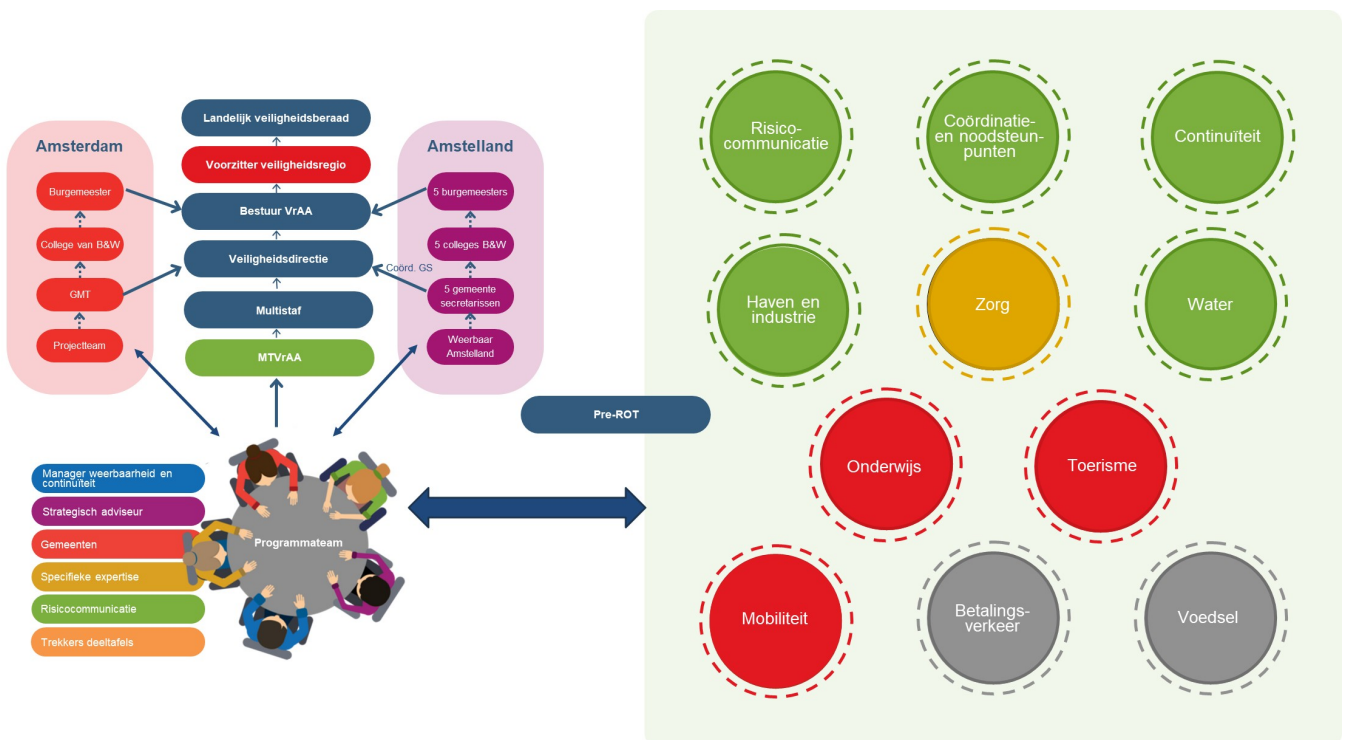 Amsterdam
Burgemeester
College van B&W
GMT
Projectteam
Landelijk veiligheidsberaad
Voorzitter veiligheidsregio
Bestuur VrAA
Veiligheidsdirectie
Multistaf
MTVrAA
Amstelland
5 burgemeesters
5 colleges B&W
Coörd. GS
5 gemeente
secretarissen
Weerbaar
Amstelland
Pre-ROT
Manager weerbaarheid en
continuïteit
Strategisch adviseur
Gemeenten
Specifieke expertise
Risicocommunicatie
Trekkers deeltafels
Programmateam
Risico-
communicatie
Coördinatie-
en noodsteun-
punten
Continuïteit
Haven en
industrie
Zorg
Water
Onderwijs
Toerisme
Mobiliteit
Betalings-
verkeer
Voedsel